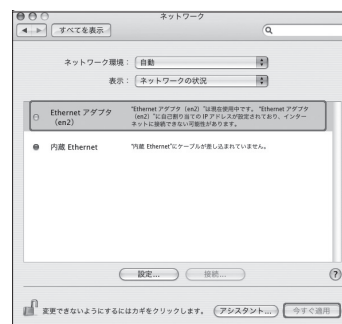 ネットワーク
すべてを表示
ネットワーク環境： 自動
表示： ネットワークの状況
Ethernet アダプタ
（en2）
"Ethernet アダプタ（en2）"は現在使用中です。"Ethernet アダプタ
（en2）"に自己割り当ての IP アドレスが設定されており、インター
ネットに接続できない可能性があります。
内蔵 Ethernet
"内蔵 Ethernet"にケーブルが差し込まれていません。
設定... 接続... ?
変更できないようにするにはカギをクリックします。 アシスタント... 今すぐ適用